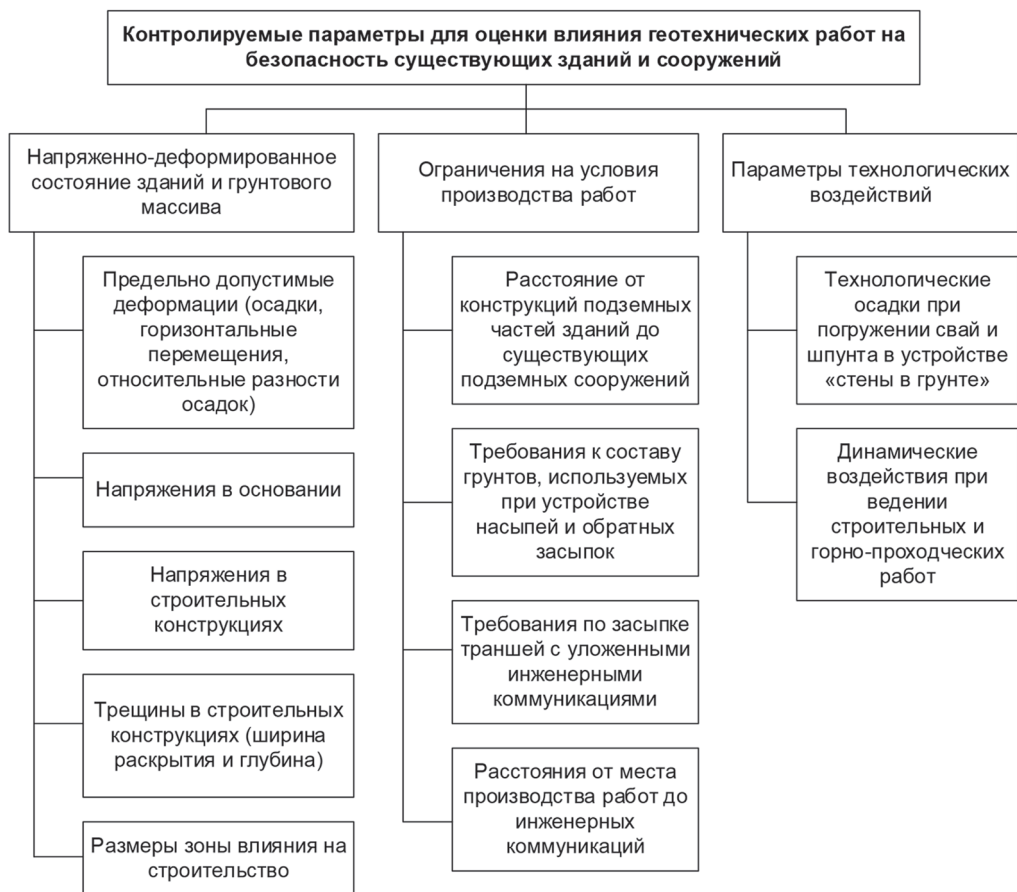 Контролируемые параметры для оценки влияния геотехнических работ на
безопасность существующих зданий и сооружений
Напряженно-деформированное
состояние зданий и грунтового
массива
Предельно допустимые
деформации (осадки,
горизонтальные
перемещения,
относительные разности
осадок)
Напряжения в основании
Напряжения в
строительных
конструкциях
Трещины в строительных
конструкциях (ширина
раскрытия и глубина)
Размеры зоны влияния на
строительство
Ограничения на условия
производства работ
Расстояние от
конструкций подземных
частей зданий до
существующих
подземных сооружений
Требования к составу
грунтов, используемых
при устройстве
насыпей и обратных
засыпок
Требования по засыпке
траншей с уложенными
инженерными
коммуникациями
Расстояния от места
производства работ до
инженерных
коммуникаций
Параметры технологических
воздействий
Технологические
осадки при
погружении свай и
шпунта в устройстве
«стены в грунте»
Динамические
воздействия при
ведении
строительных и
горно-проходческих
работ